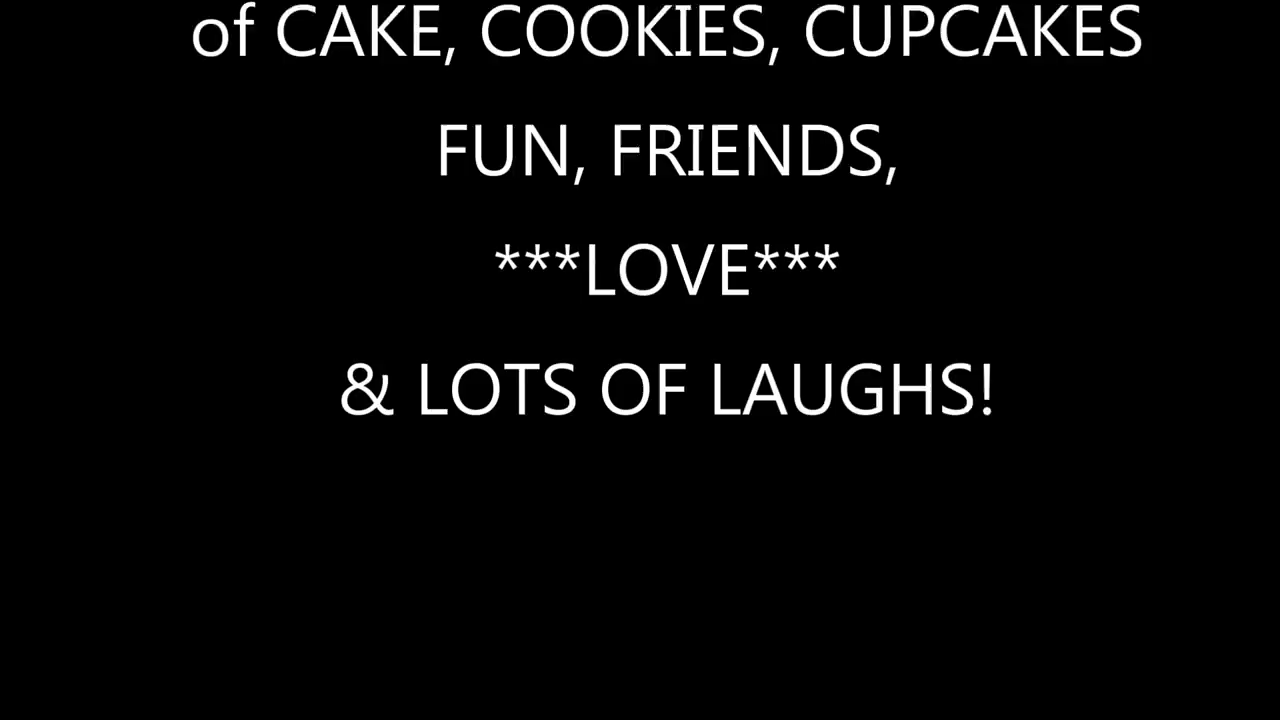 of CAKE, COOKIES, CUPCAKES
FUN, FRIENDS,
***LOVE***
& LOTS OF LAUGHS!